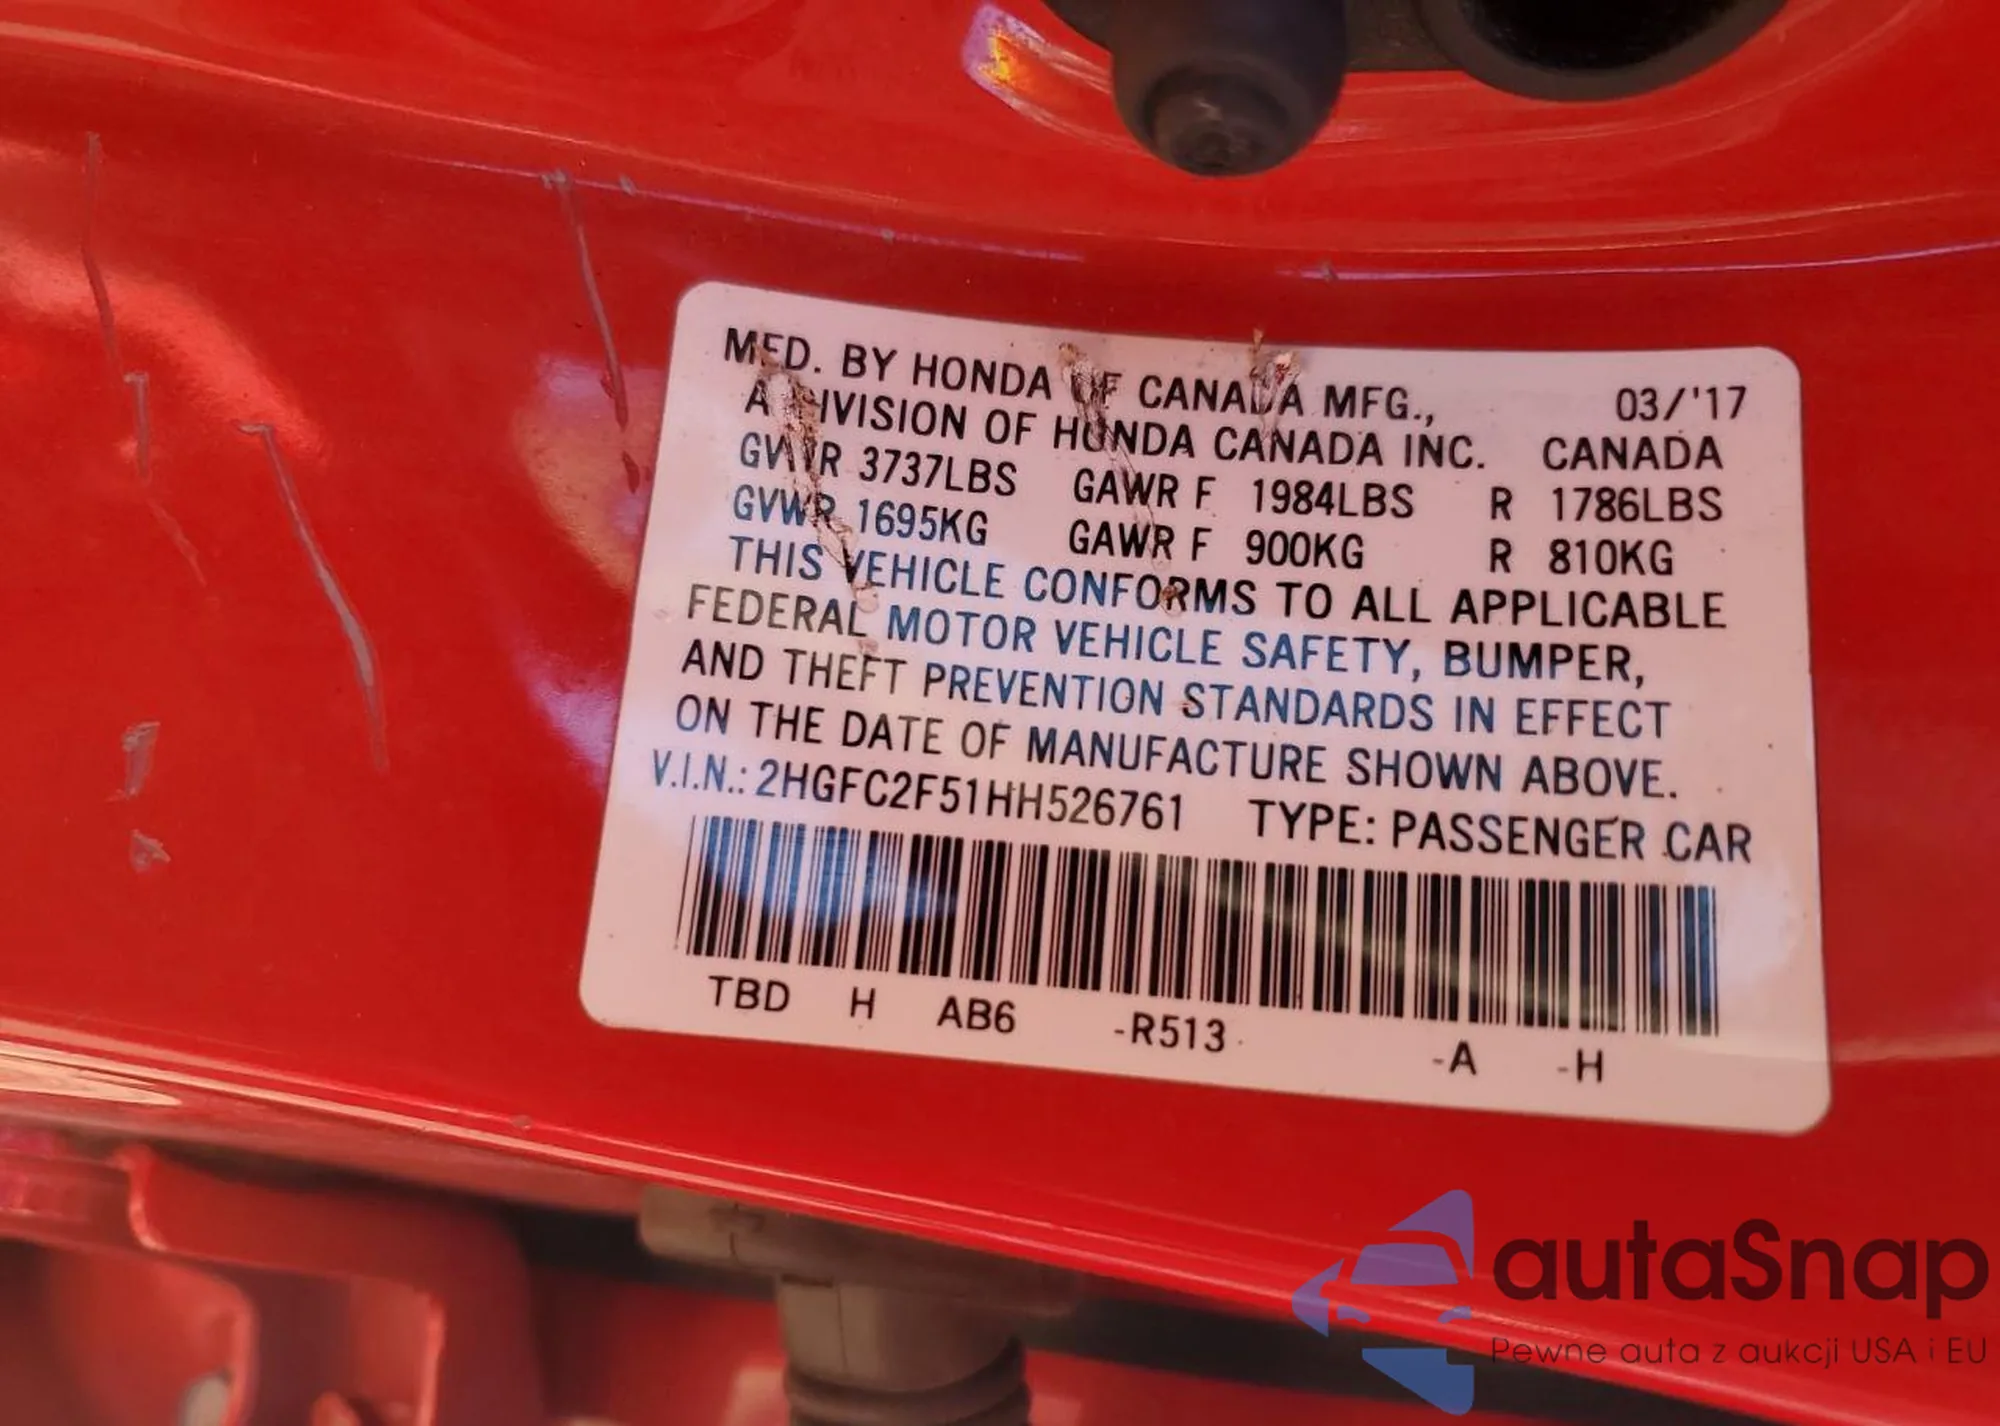 MFD. BY HONDA OF CANADA MFG., 03/'17
A DIVISION OF HONDA CANADA INC. CANADA
GVWR 3737LBS GAWR F 1984LBS R 1786LBS
GVWR 1695KG GAWR F 900KG R 810KG
THIS VEHICLE CONFORMS TO ALL APPLICABLE
FEDERAL MOTOR VEHICLE SAFETY, BUMPER,
AND THEFT PREVENTION STANDARDS IN EFFECT
ON THE DATE OF MANUFACTURE SHOWN ABOVE.
V.I.N.: 2HGFC2F51HH526761 TYPE: PASSENGER CAR
TBD H AB6 -R513 -A -H
autaSnap
Pewne auta z aukcji USA i EU